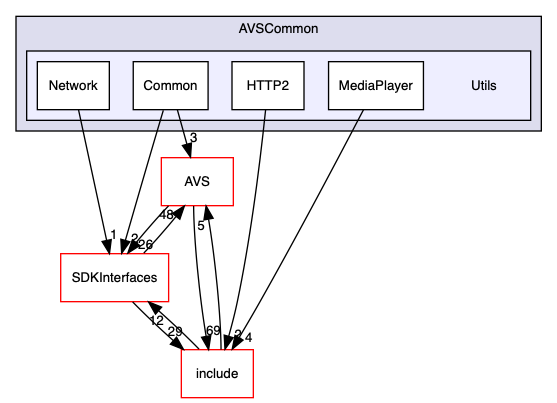 AVSCommon
Network
Common
HTTP2
MediaPlayer
Utils
3
AVS
48
5
1
2
26
SDKInterfaces
12
29
69
2
4
include